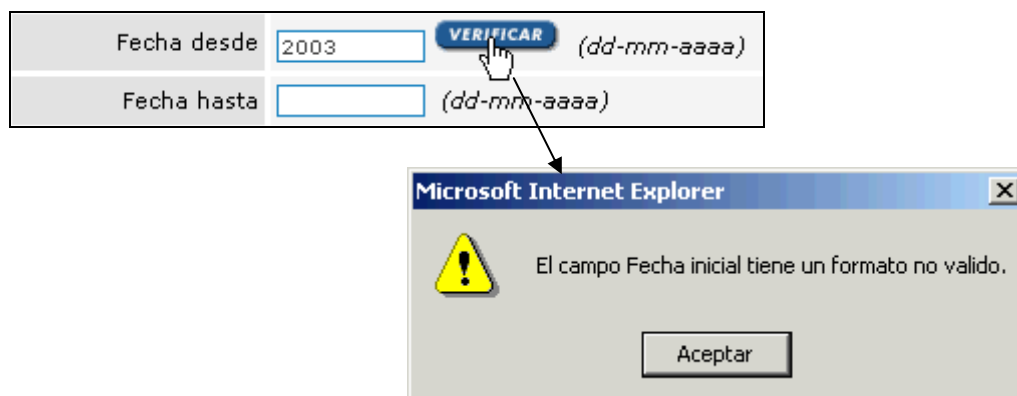 Fecha desde 2003 VERIFICAR (dd-mm-aaaa)
Fecha hasta (dd-mm-aaaa)
Microsoft Internet Explorer
El campo Fecha inicial tiene un formato no valido.
Aceptar